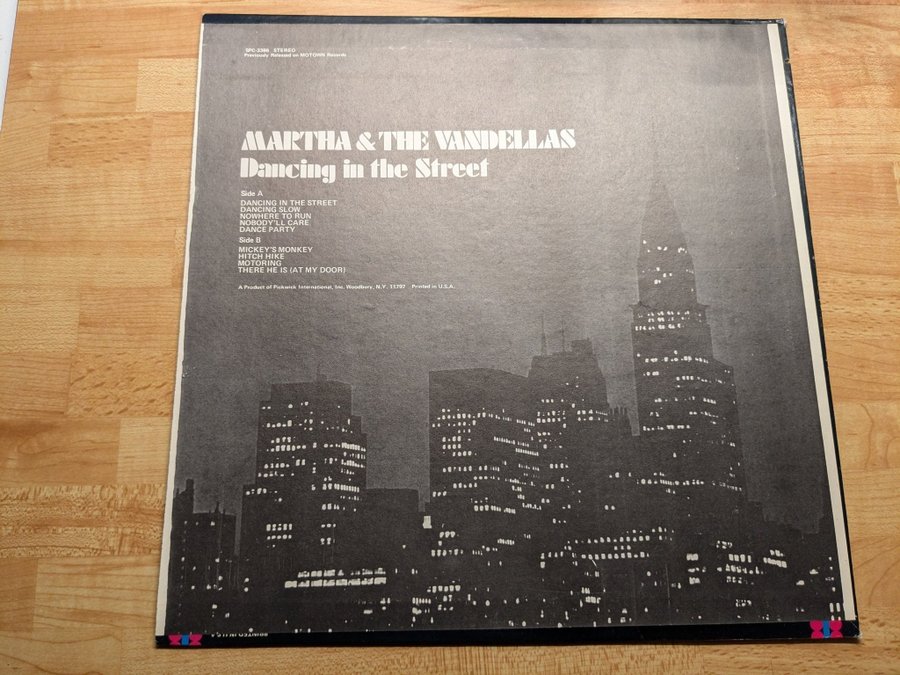 SPC-3386 STEREO
Previously Released on MOTOWN Records
MARTHA & THE VANDELLAS
Dancing in the Street
Side A
DANCING IN THE STREET
DANCING SLOW
NOWHERE TO RUN
NOBODY'LL CARE
DANCE PARTY
Side B
MICKEY'S MONKEY
HITCH HIKE
MOTORING
THERE HE IS (AT MY DOOR)
A Product of Pickwick International, Inc. Woodbury, N.Y. 11797 Printed in U.S.A.